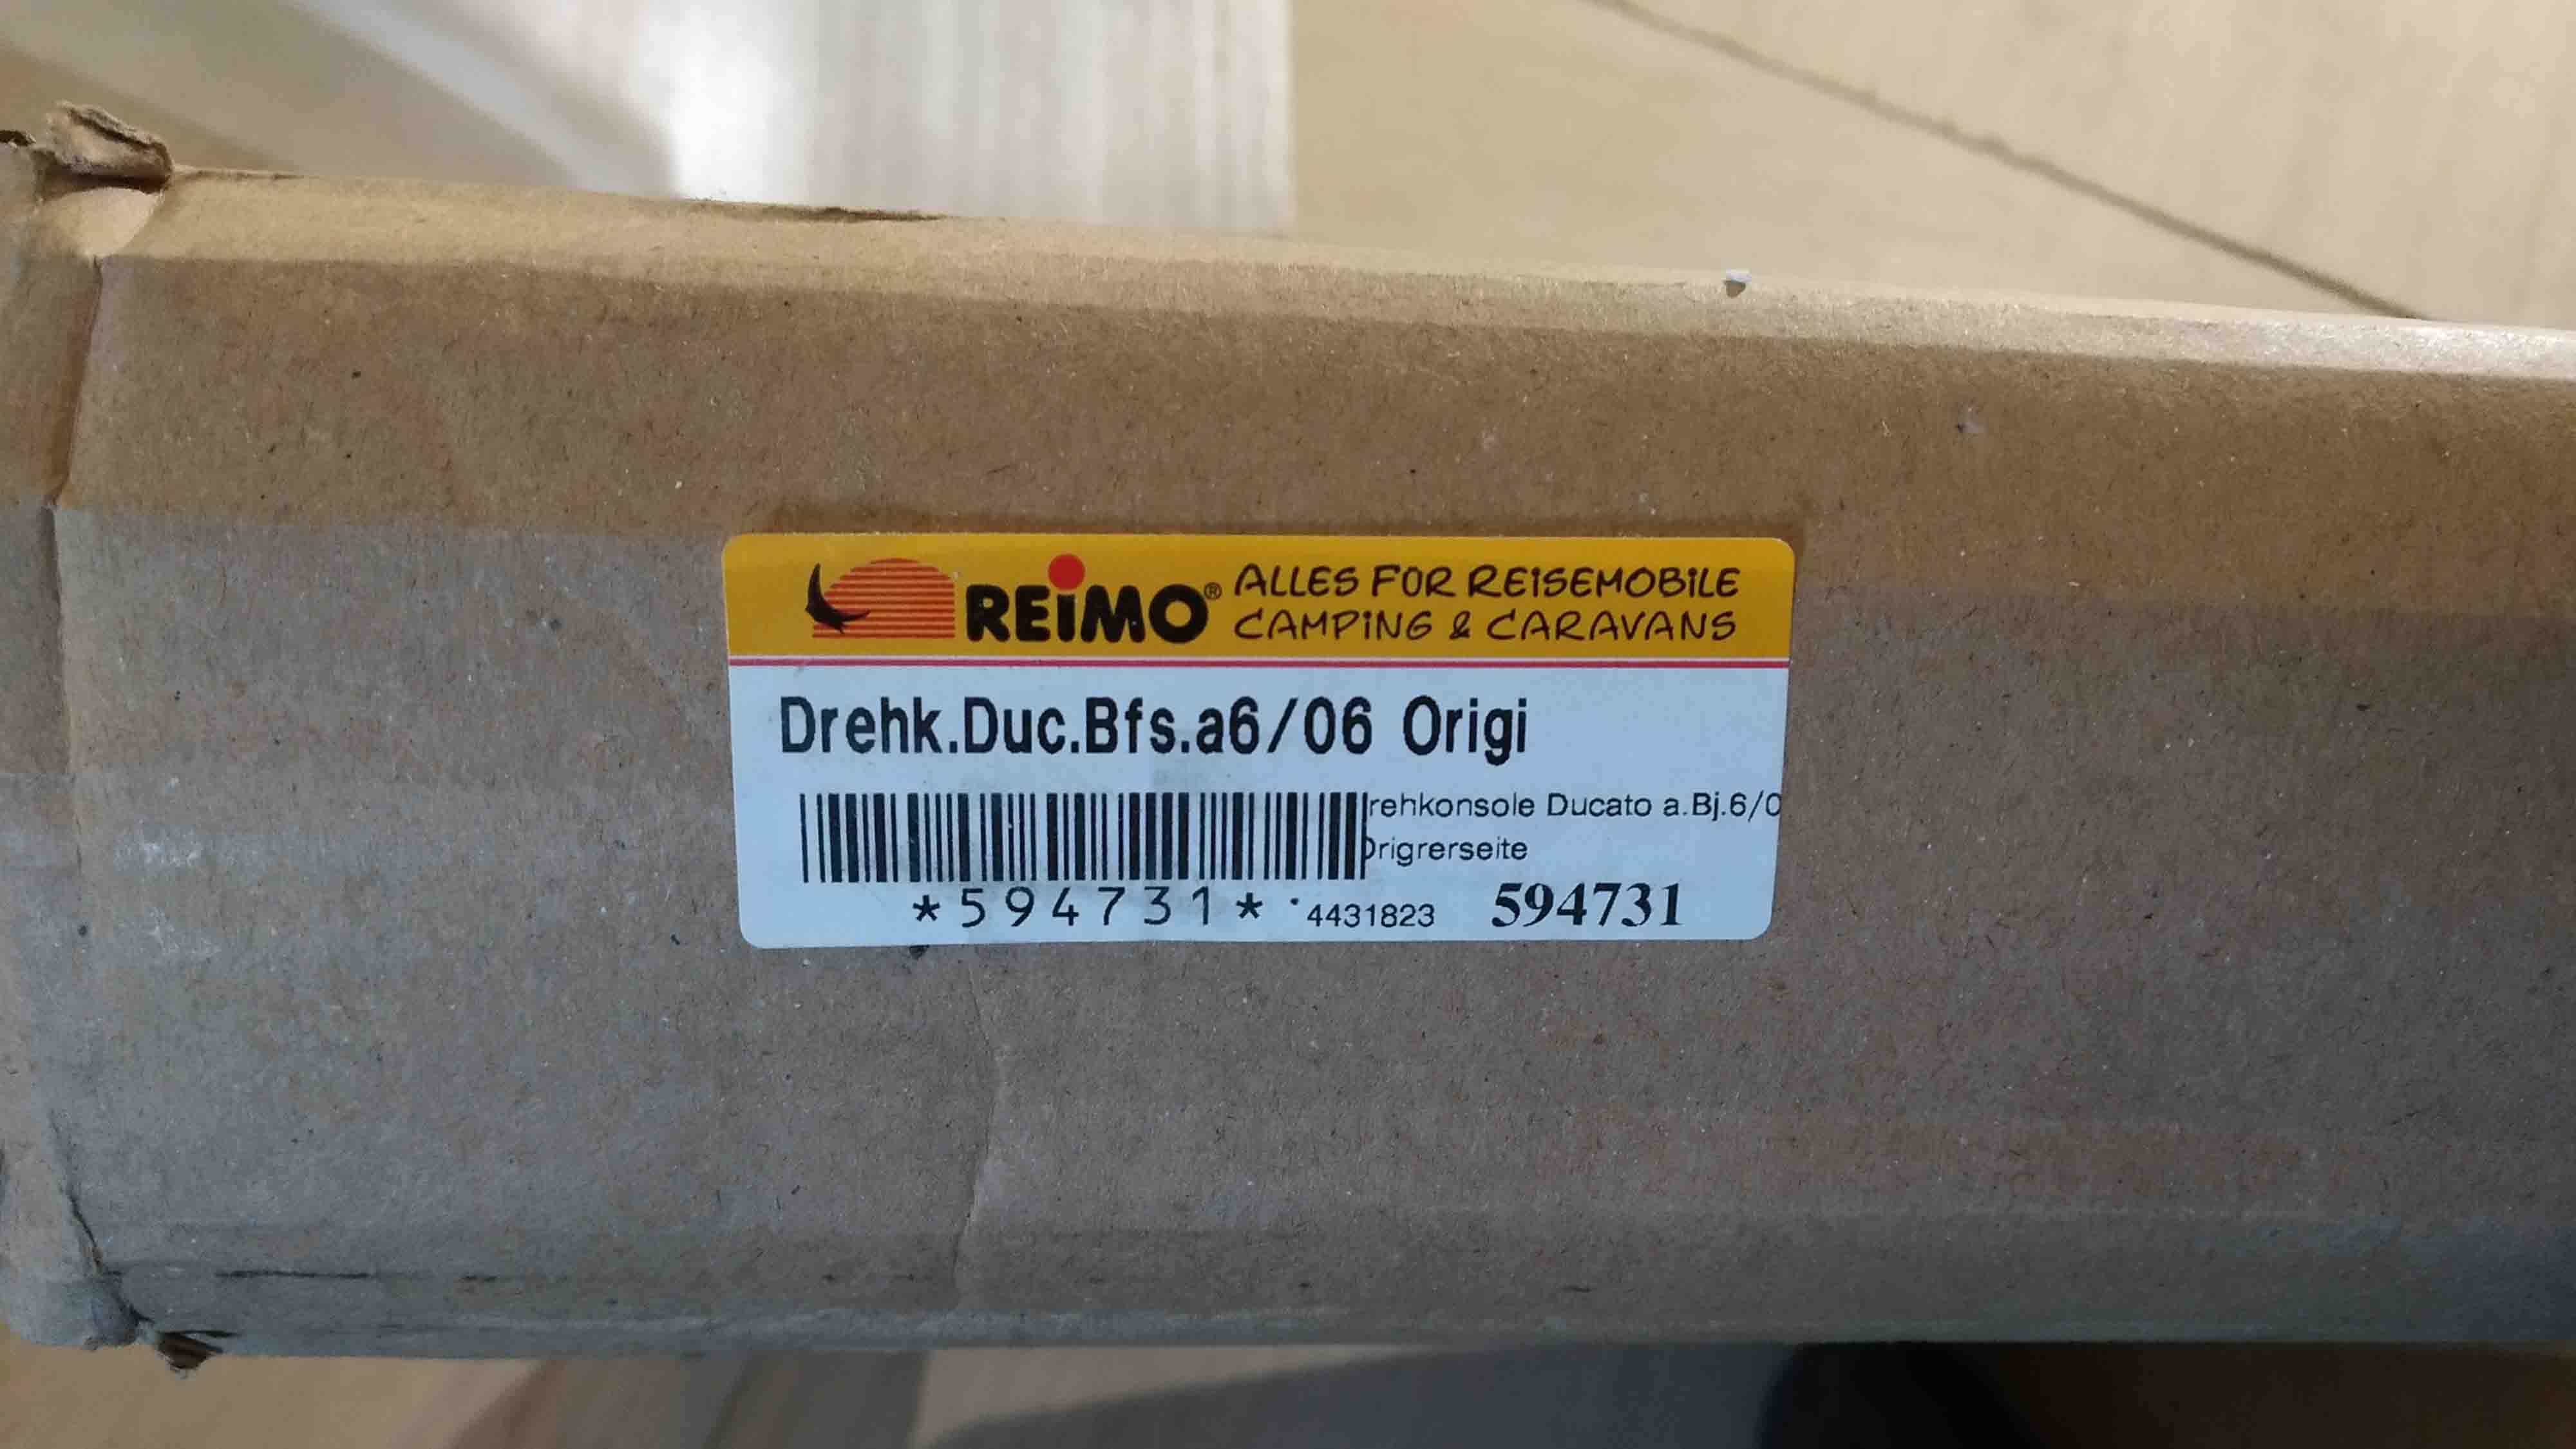 REiMO® ALLES FÜR REiSEMOBiLE
CAMPiNG & CARAVANS
Drehk.Duc.Bfs.a6/06 Origi
rehkonsole Ducato a.Bj.6/0
Origrerseite
*594731* 4431823 594731